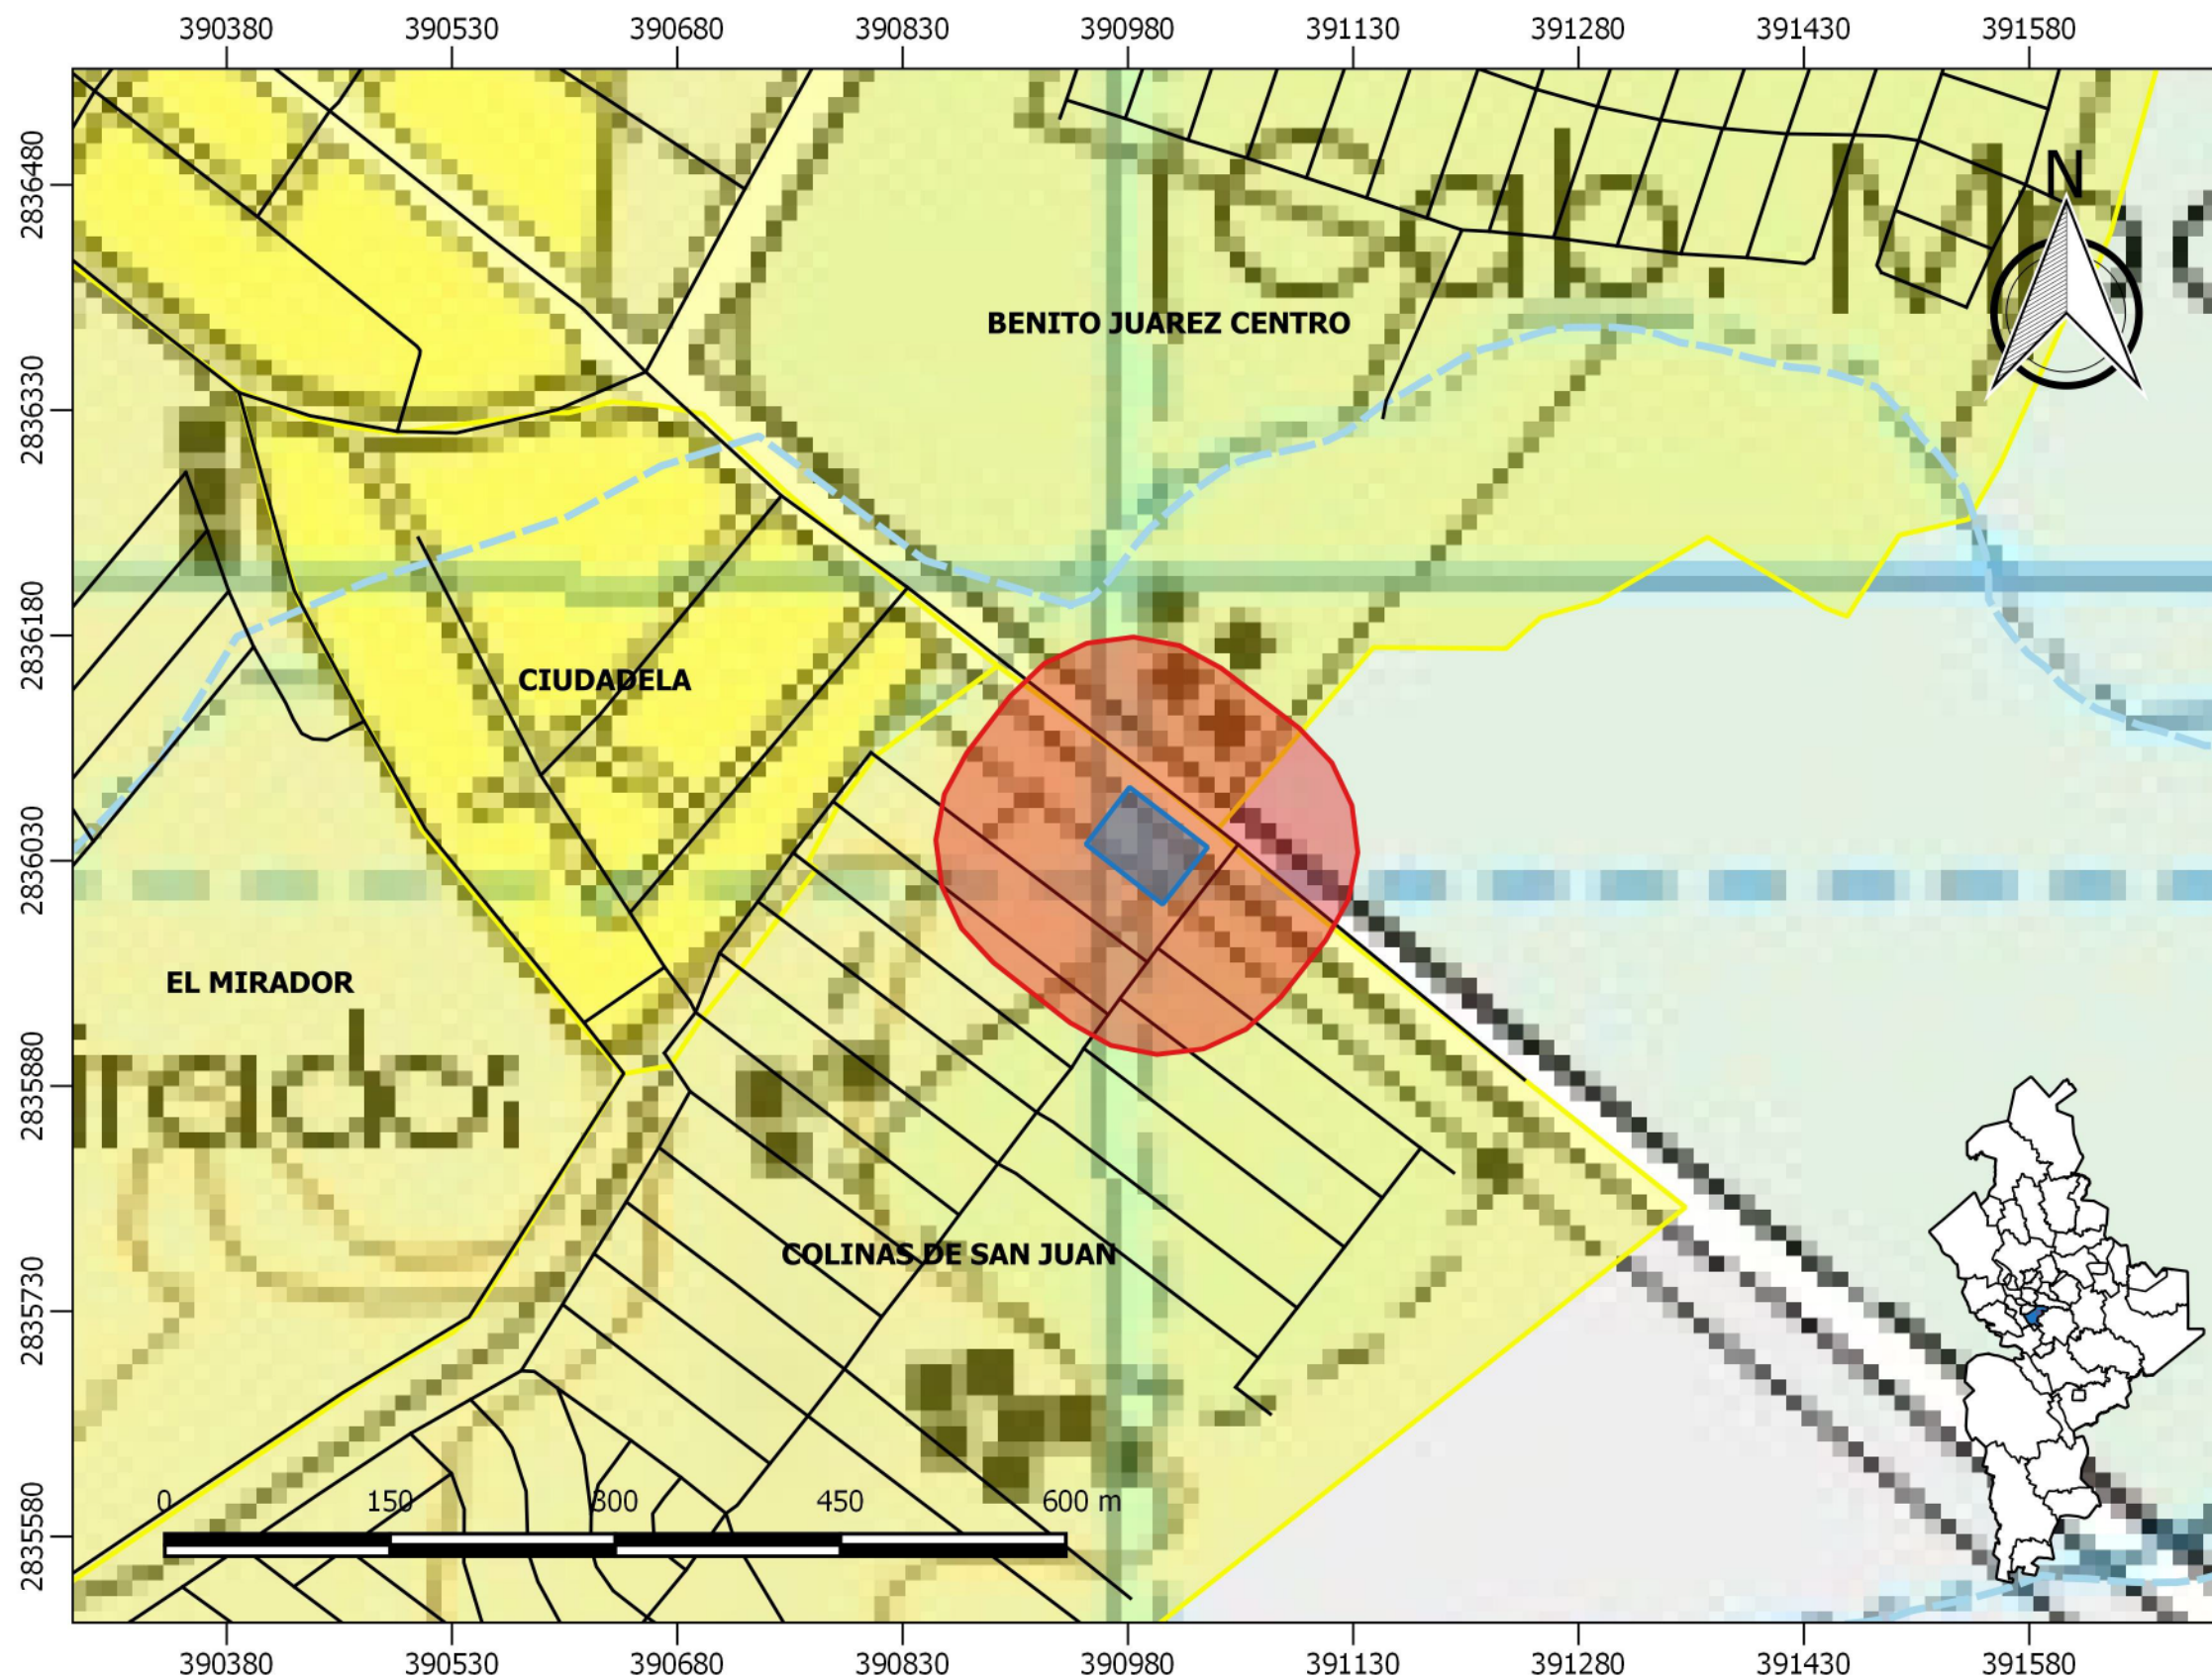 390380 390530 390680 390830 390980 391130 391280 391430 391580
2836480
N
BENITO JUAREZ CENTRO
2836330
2836180
CIUDADELA
2836030
EL MIRADOR
2835880
COLINAS DE SAN JUAN
2835730
0 150 300 450 600 m
2835580
390380 390530 390680 390830 390980 391130 391280 391430 391580